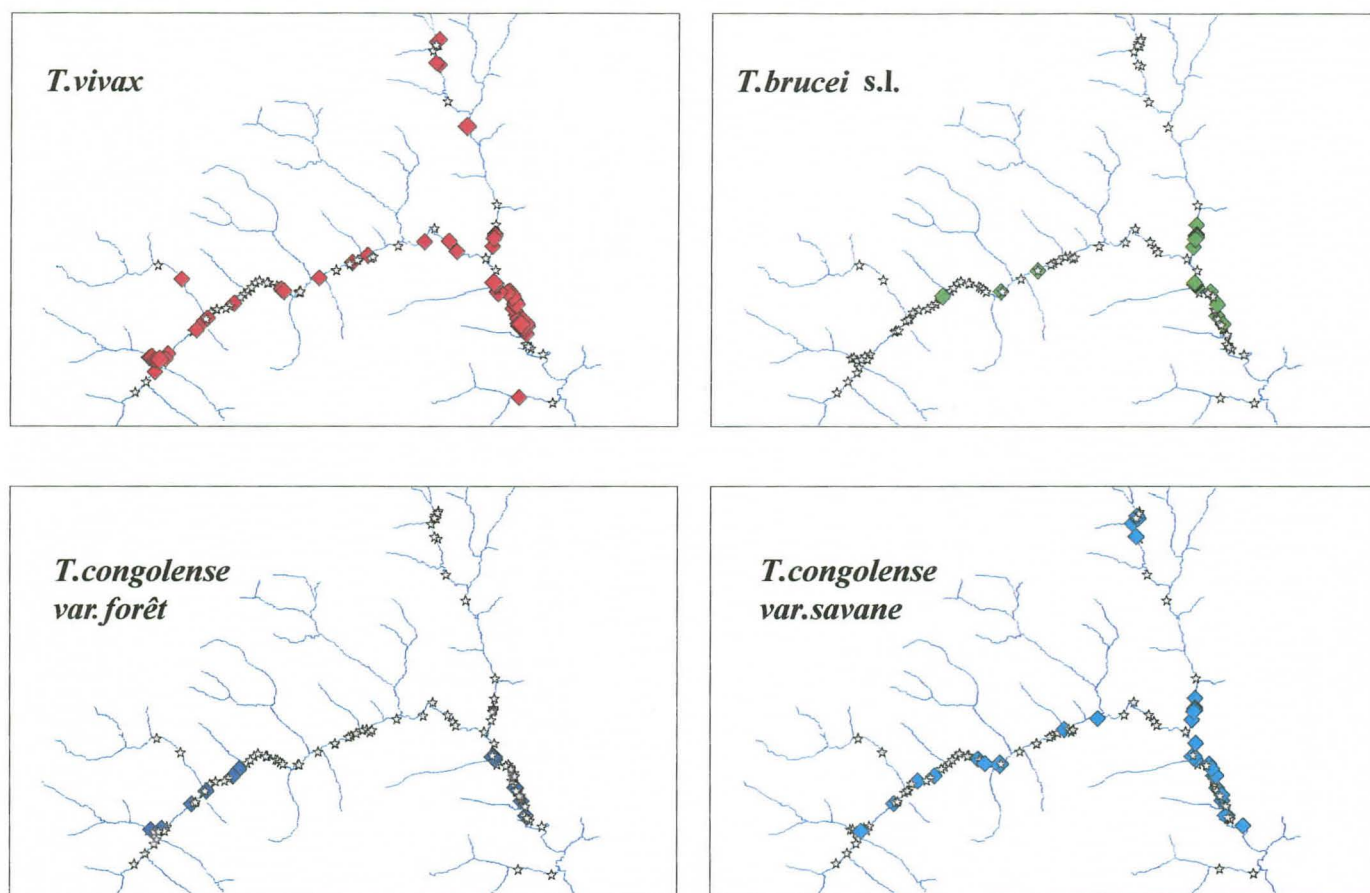 T.vivax
T.brucei s.l.
T.congolense
var.forêt
T.congolense
var.savane